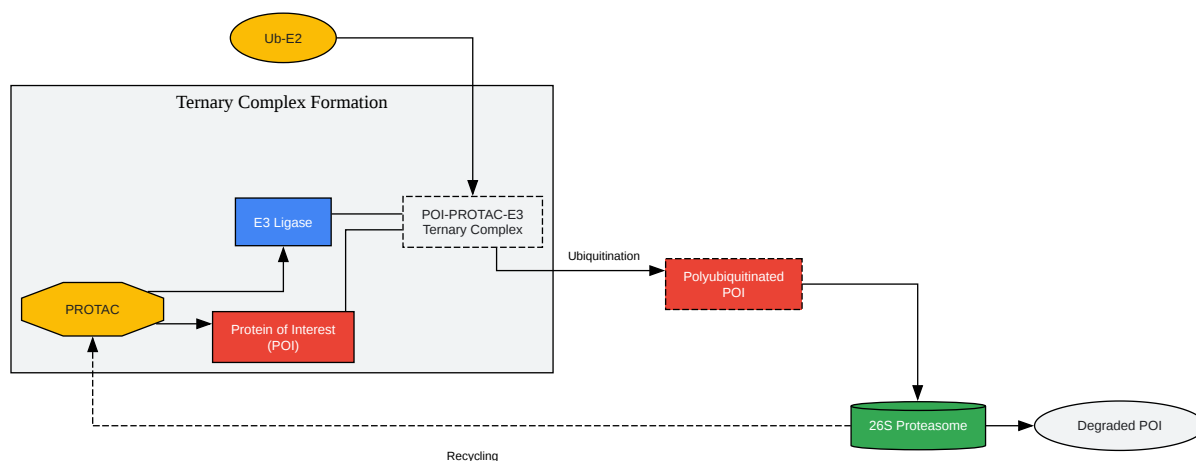 Ub-E2
Ternary Complex Formation
E3 Ligase
POI-PROTAC-E3
Ternary Complex
Ubiquitination
Polyubiquitinated
POI
PROTAC
Protein of Interest
(POI)
26S Proteasome
Degraded POI
Recycling